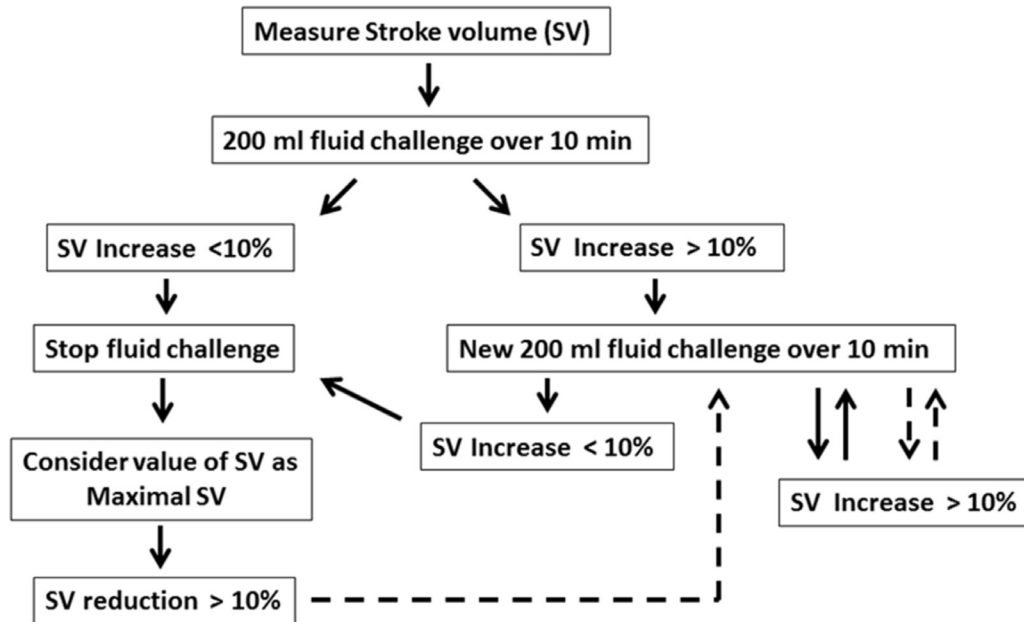 Measure Stroke volume (SV)
200 ml fluid challenge over 10 min
SV Increase <10%
SV Increase > 10%
Stop fluid challenge
New 200 ml fluid challenge over 10 min
SV Increase < 10%
Consider value of SV as
Maximal SV
SV Increase > 10%
SV reduction > 10%